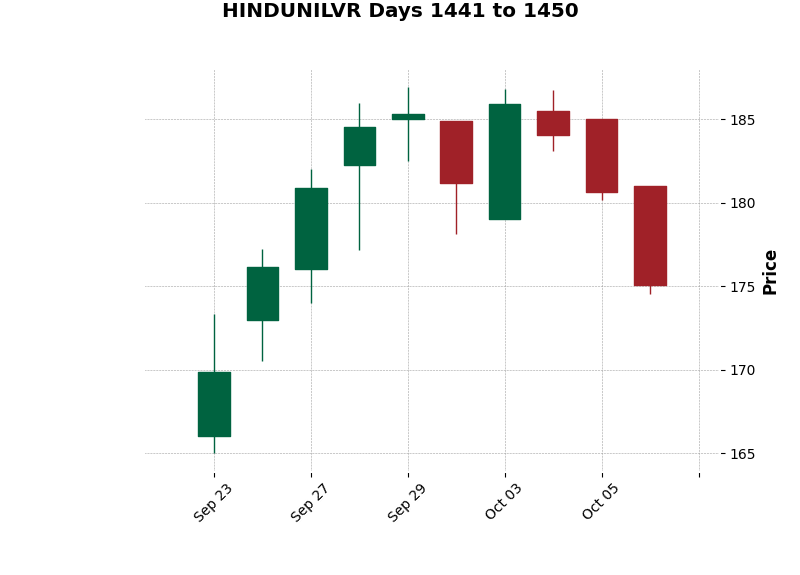 HINDUNILVR Days 1441 to 1450
185
180
175
170
165
Price
Sep 23
Sep 27
Sep 29
Oct 03
Oct 05